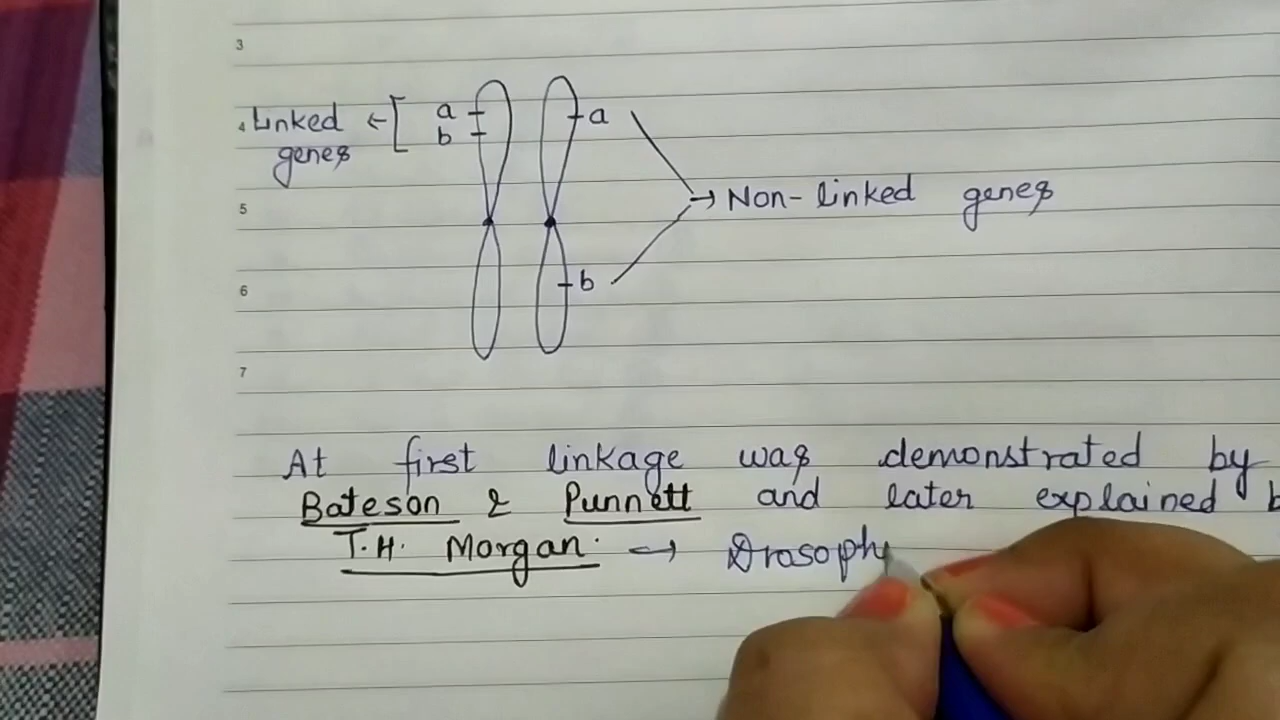 3
a
a
4 Linked
b
genes
5
Non-linked genes
6
b
7
At first linkage was demonstrated by
Bateson & Punnett and later explained b
T.H. Morgan. → Drosophy